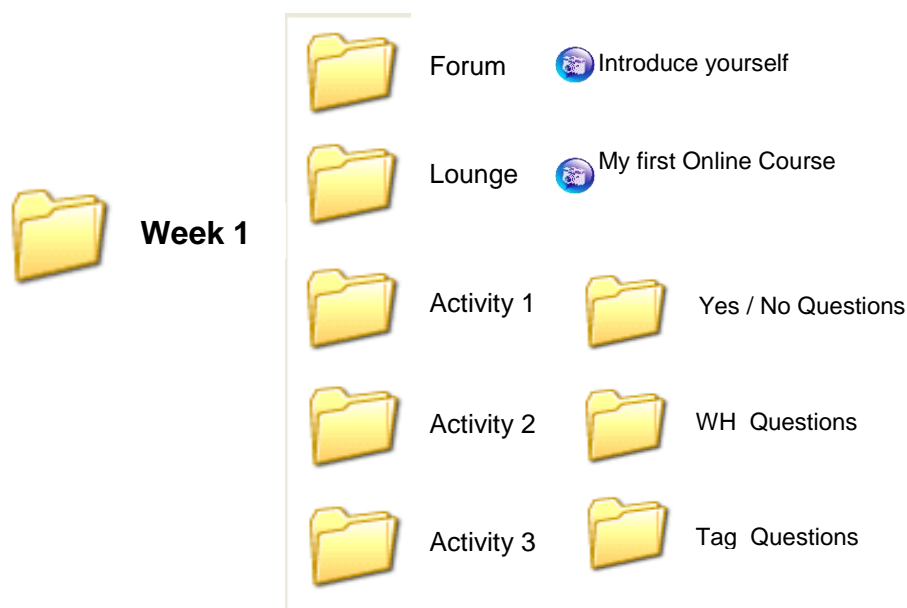 Forum Introduce yourself
Lounge My first Online Course
Week 1
Activity 1 Yes / No Questions
Activity 2 WH Questions
Activity 3 Tag Questions